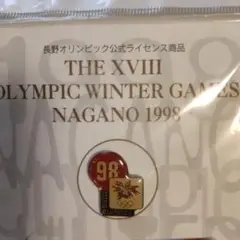 長野オリンピック公式ライセンス商品
THE XVIII
OLYMPIC WINTER GAMES
NAGANO 1998
98